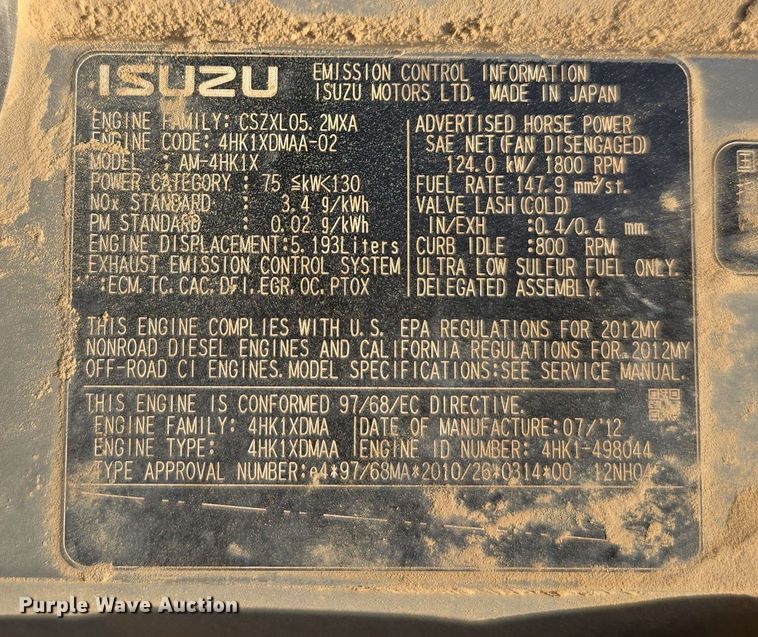 ISUZU EMISSION CONTROL INFORMATION
ISUZU MOTORS LTD. MADE IN JAPAN
ENGINE FAMILY: CSZXL05.2MXA
ENGINE CODE: 4HK1XDMAA-02
MODEL : AM-4HK1X
POWER CATEGORY : 75 ≦kW<130
NOx STANDARD : 3.4 g/kWh
PM STANDARD : 0.02 g/kWh
ENGINE DISPLACEMENT:5.193Liters
EXHAUST EMISSION CONTROL SYSTEM
:ECM, TC, CAC, DFI, EGR, OC, PTOX
ADVERTISED HORSE POWER
SAE NET(FAN DISENGAGED)
124.0 kW/ 1800 RPM
FUEL RATE 147.9 mm³/st.
VALVE LASH(COLD)
IN/EXH :0.4/0.4 mm.
CURB IDLE :800 RPM
ULTRA LOW SULFUR FUEL ONLY.
DELEGATED ASSEMBLY.
THIS ENGINE COMPLIES WITH U.S. EPA REGULATIONS FOR 2012MY
NONROAD DIESEL ENGINES AND CALIFORNIA REGULATIONS FOR 2012MY
OFF-ROAD CI ENGINES. MODEL SPECIFICATIONS:SEE SERVICE MANUAL.
THIS ENGINE IS CONFORMED 97/68/EC DIRECTIVE.
ENGINE FAMILY: 4HK1XDMA DATE OF MANUFACTURE:07/'12
ENGINE TYPE: 4HK1XDMAA ENGINE ID NUMBER: 4HK1-498044
TYPE APPROVAL NUMBER:e4*97/68MA*2010/26*0314*00
Purple Wave Auction